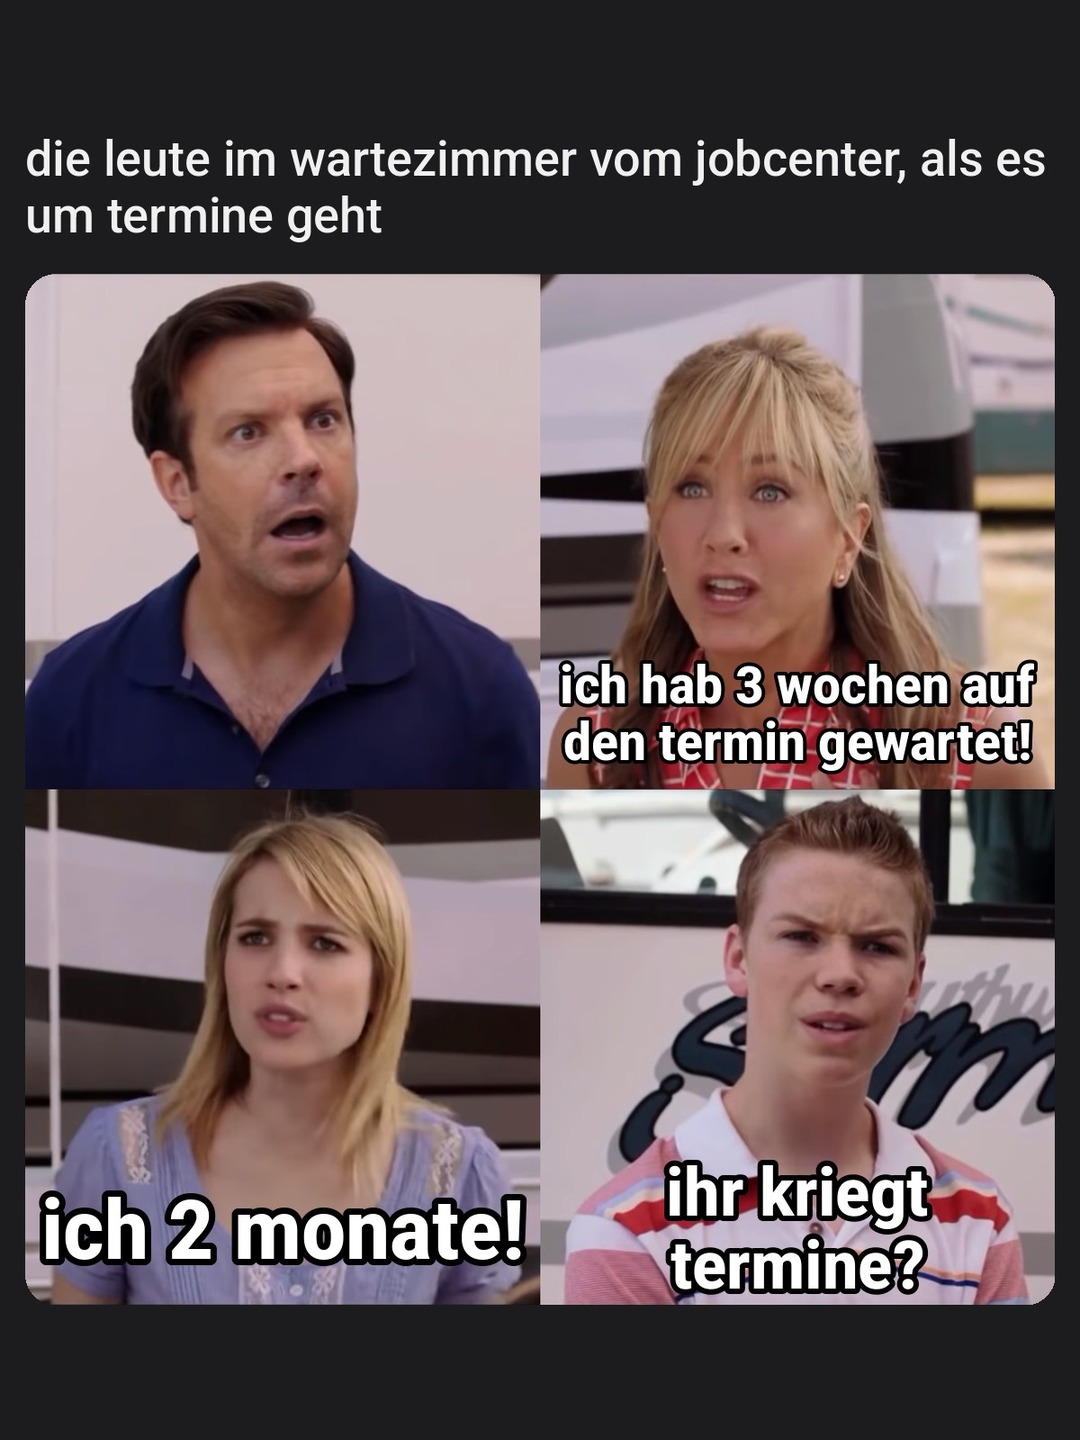 die leute im wartezimmer vom jobcenter, als es
um termine geht
ich hab 3 wochen auf
den termin gewartet!
ich 2 monate!
ihr kriegt
termine?